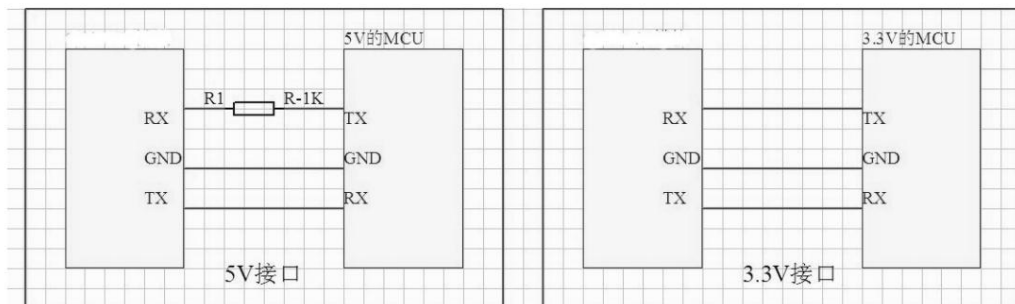 5V的MCU
R1 R-1K
RX TX
GND GND
TX RX
5V接口
3.3V的MCU
RX TX
GND GND
TX RX
3.3V接口